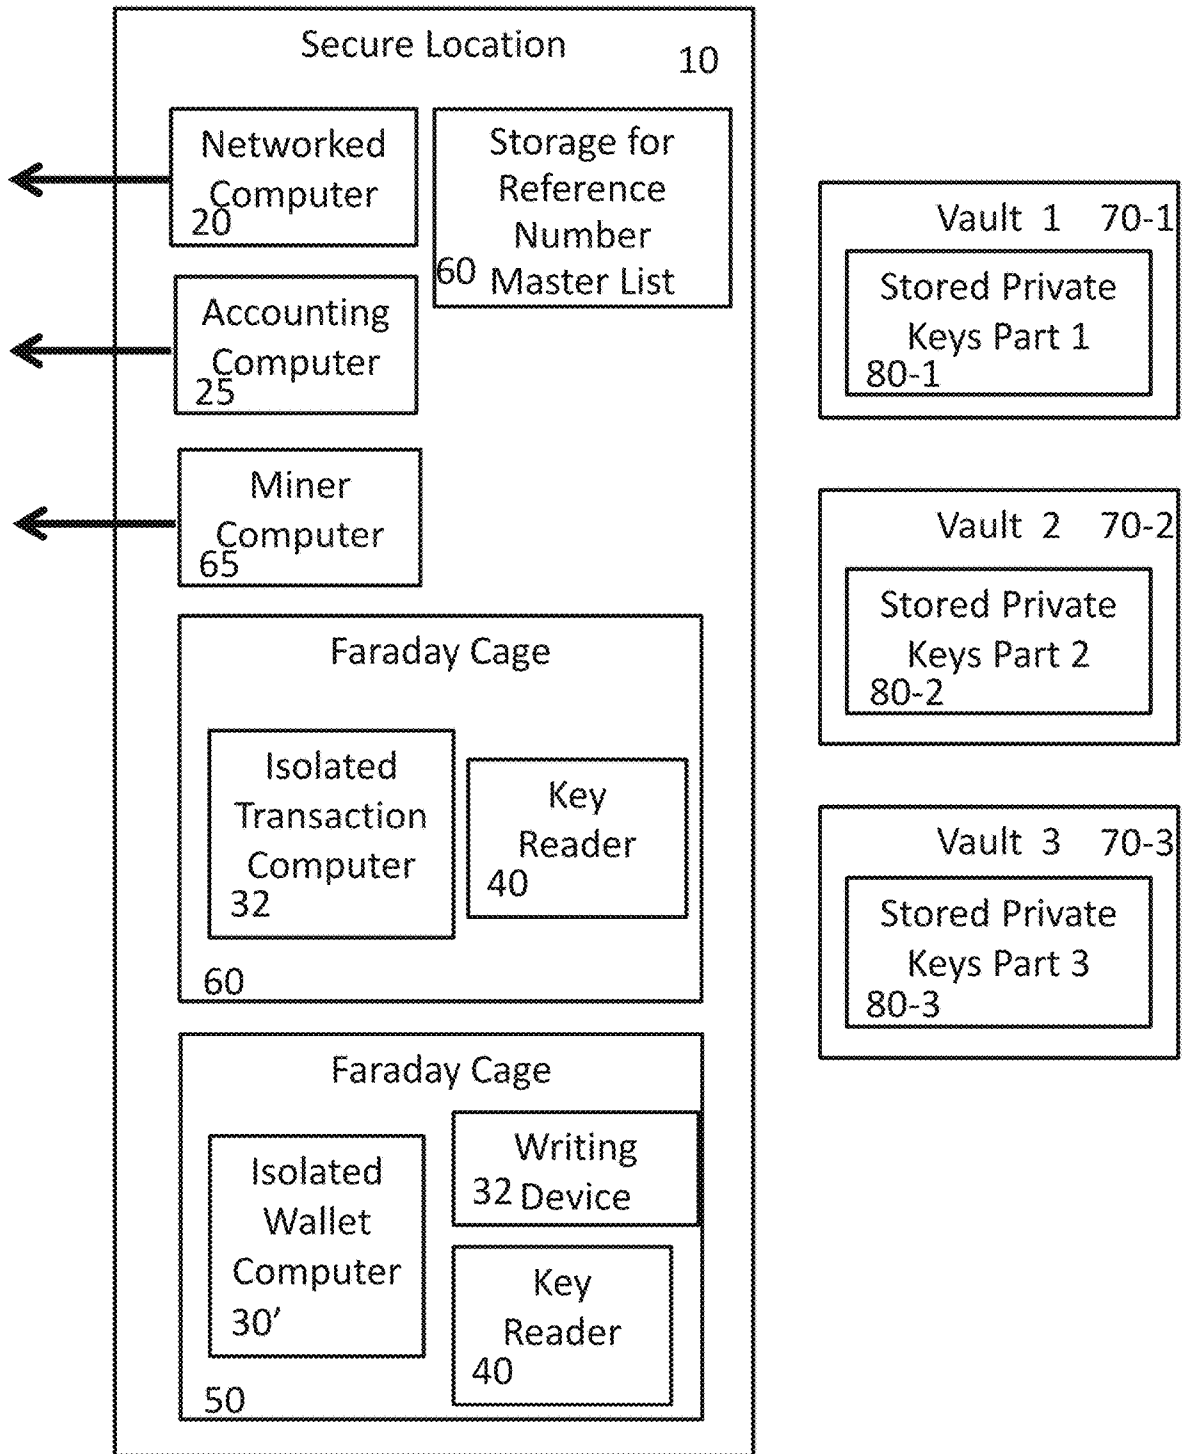 Secure Location
10
Networked
Computer
20
Storage for
Reference
Number
60
Master List
Accounting
Computer
25
Miner
Computer
65
Faraday Cage
Isolated
Transaction
Computer
32
Key
Reader
40
60
Faraday Cage
Isolated
Wallet
Computer
30’
Writing
32 Device
Key
Reader
40
50
Vault 1 70-1
Stored Private
Keys Part 1
80-1
Vault 2 70-2
Stored Private
Keys Part 2
80-2
Vault 3 70-3
Stored Private
Keys Part 3
80-3